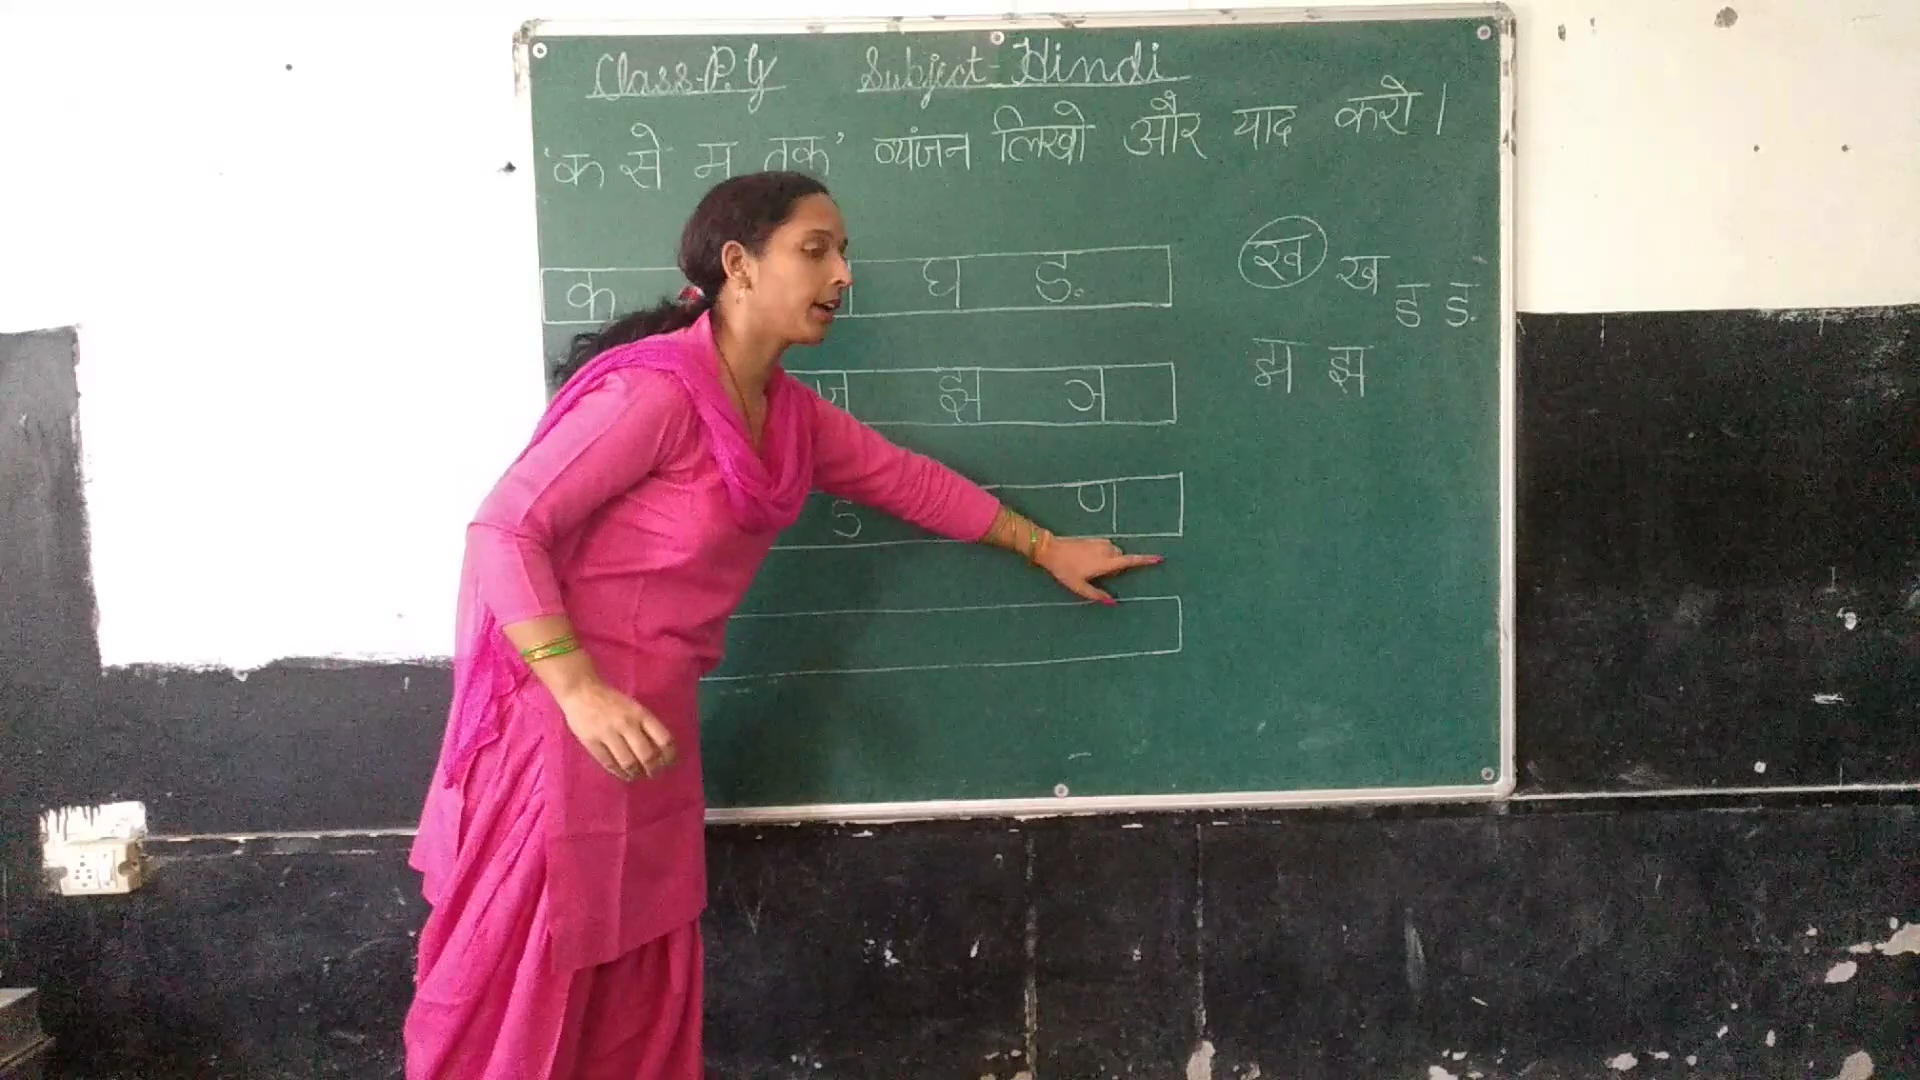 Class-P.G Subject-Hindi
'क से म तक' व्यंजन लिखो और याद करो।
क घ ङ
ख ख
ड ङ
ज झ ञ
झ झ
ड ण